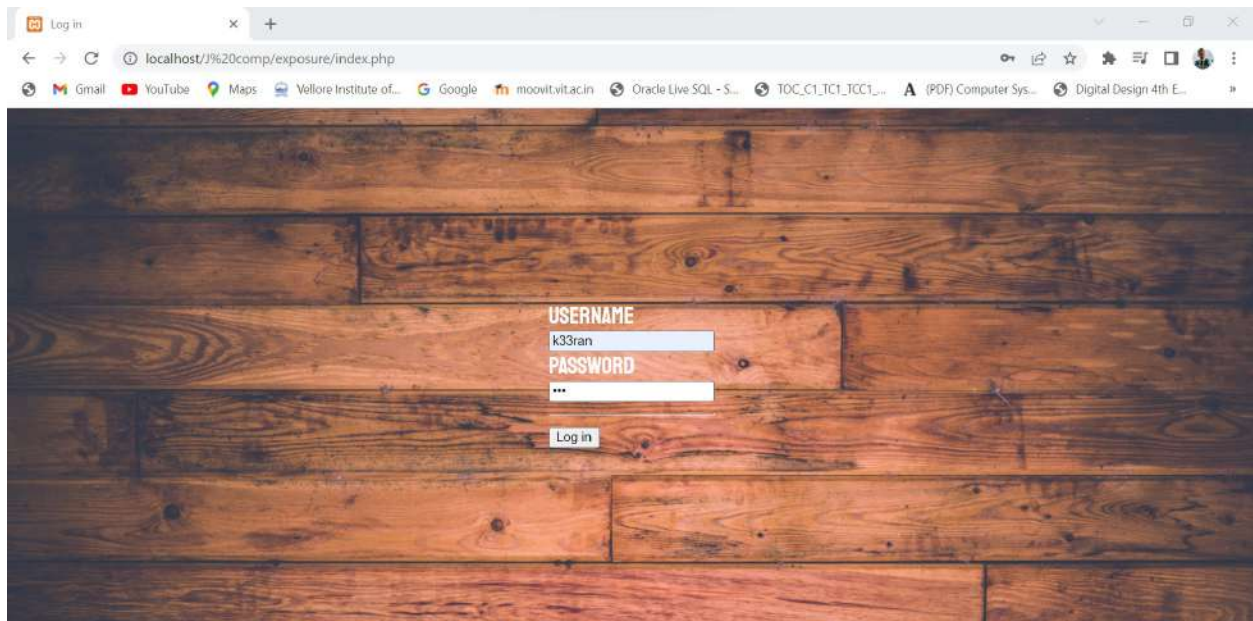 Log in
localhost/J%20comp/exposure/index.php
Gmail YouTube Maps Vellore Institute of... Google moovit.vit.ac.in Oracle Live SQL - S... TOC_C1_TC1_TCC1_... (PDF) Computer Sys... Digital Design 4th E... »
USERNAME
k33ran
PASSWORD
•••
Log in